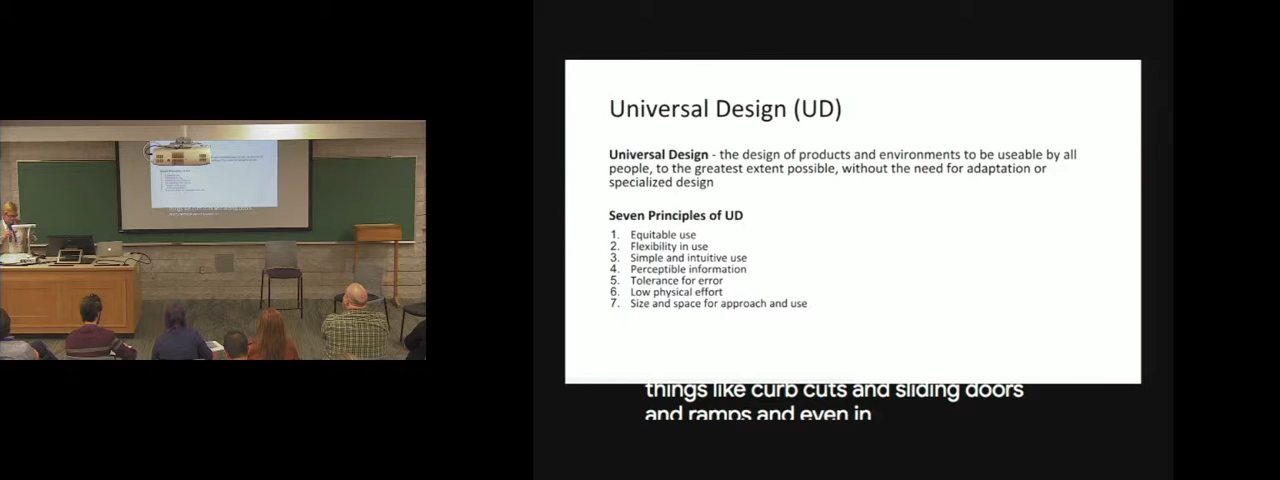 Universal Design (UD)
Universal Design - the design of products and environments to be useable by all
people, to the greatest extent possible, without the need for adaptation or
specialized design
Seven Principles of UD
1. Equitable use
2. Flexibility in use
3. Simple and intuitive use
4. Perceptible information
5. Tolerance for error
6. Low physical effort
7. Size and space for approach and use
things like curb cuts and sliding doors
and ramps and even in